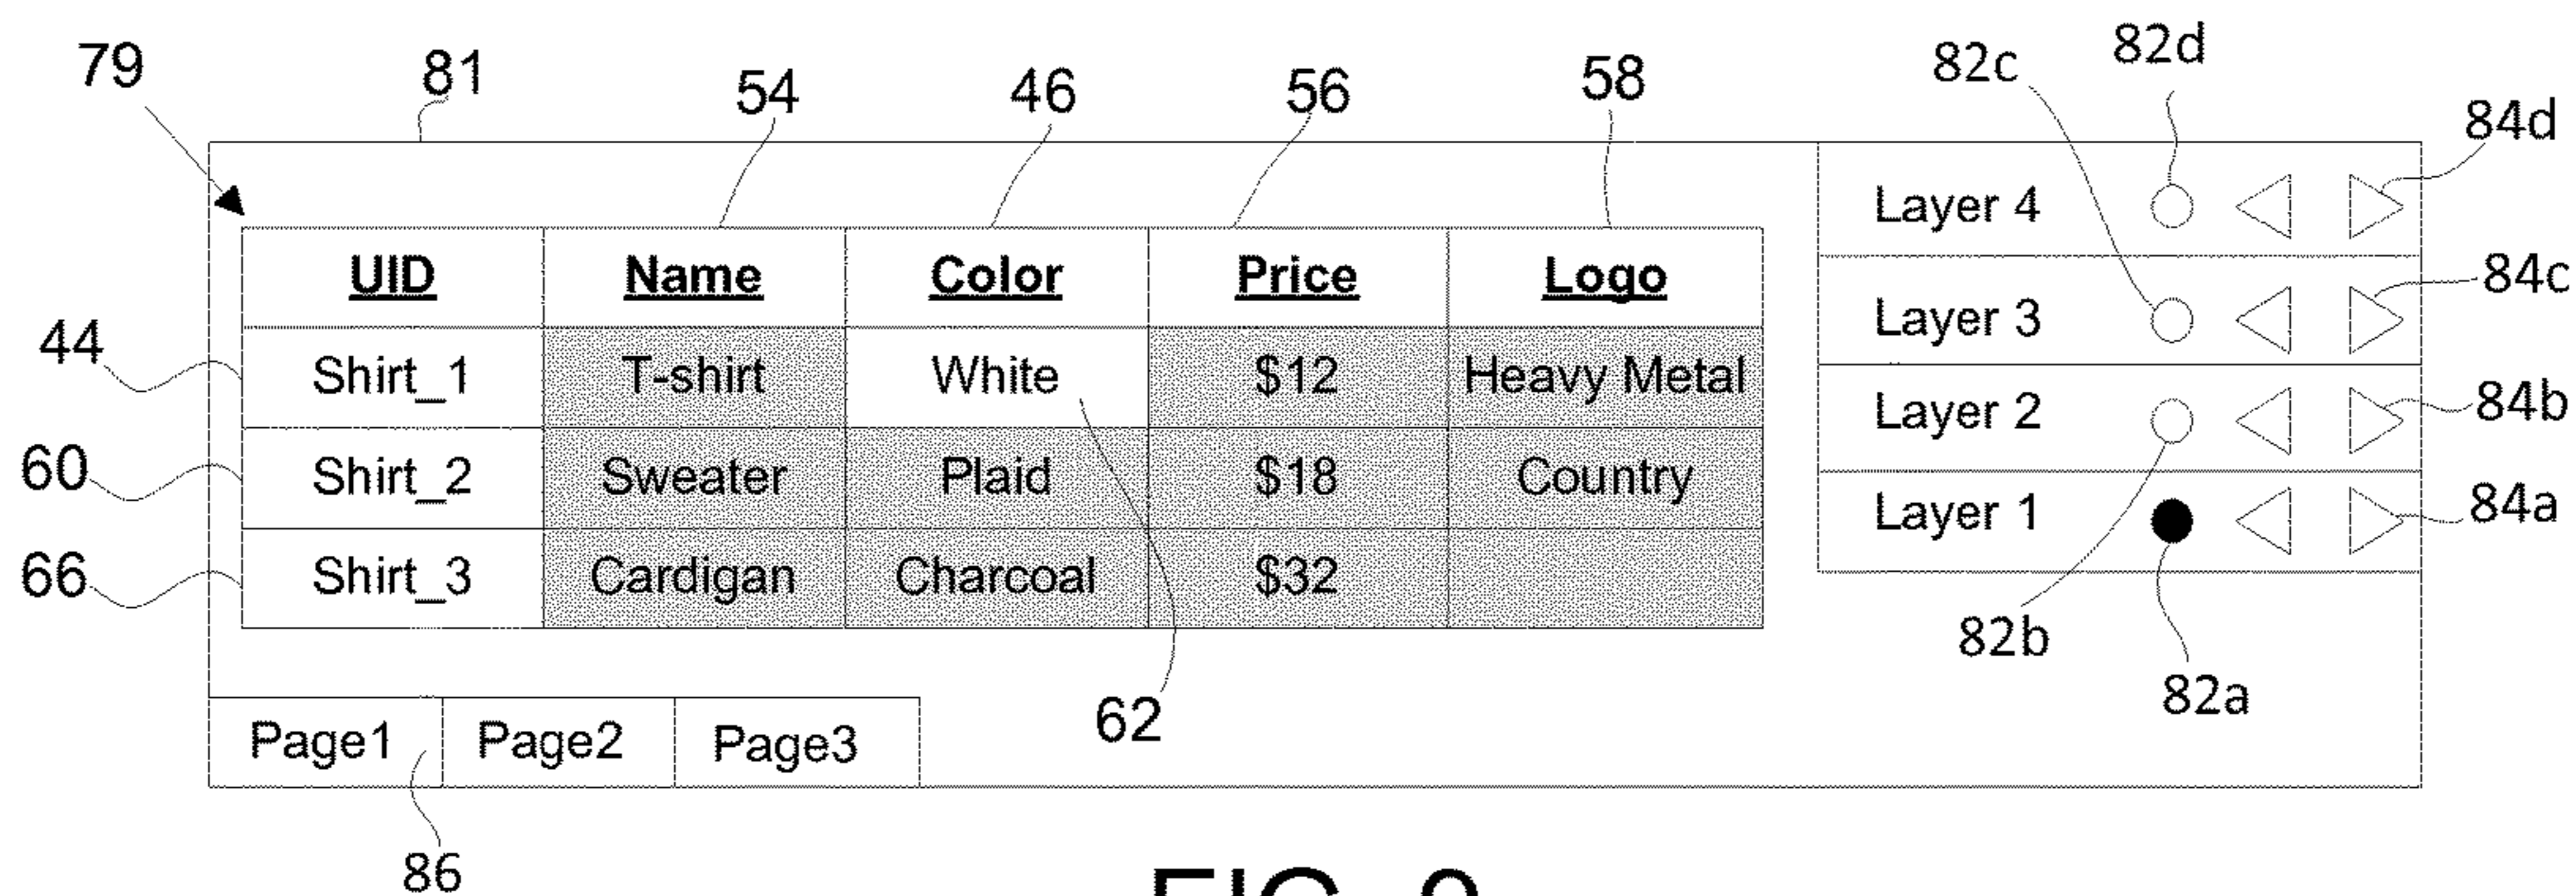 79 81 54 46 56 58 82c 82d 84d
UID Name Color Price Logo
44 Shirt_1 T-shirt White $12 Heavy Metal
60 Shirt_2 Sweater Plaid $18 Country
66 Shirt_3 Cardigan Charcoal $32
Layer 4
Layer 3 84c
Layer 2 84b
Layer 1 84a
82b
82a
62
Page1 Page2 Page3
86